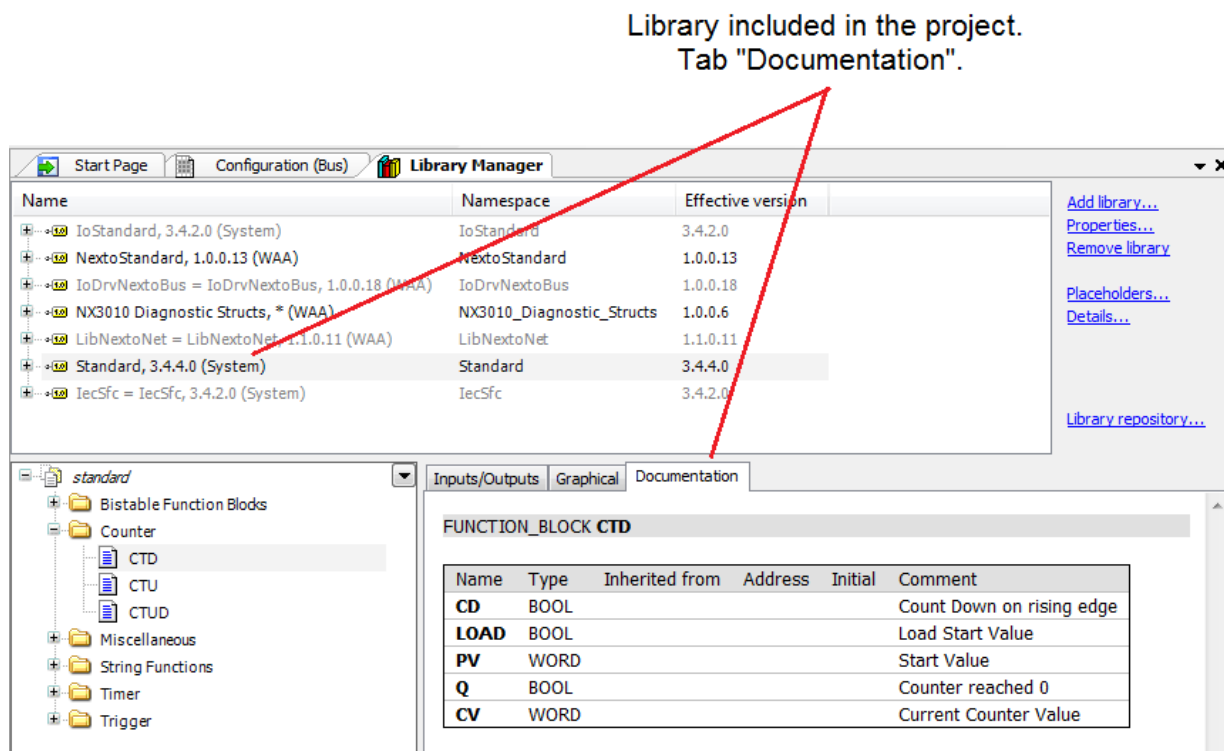 Library included in the project.
Tab "Documentation".
Start Page Configuration (Bus) Library Manager
Name Namespace Effective version
IoStandard, 3.4.2.0 (System) IoStandard 3.4.2.0
NextoStandard, 1.0.0.13 (WAA) NextoStandard 1.0.0.13
IoDrvNextoBus = IoDrvNextoBus, 1.0.0.18 (WAA) IoDrvNextoBus 1.0.0.18
NX3010 Diagnostic Structs, * (WAA) NX3010_Diagnostic_Structs 1.0.0.6
LibNextoNet = LibNextoNet, 1.1.0.11 (WAA) LibNextoNet 1.1.0.11
Standard, 3.4.4.0 (System) Standard 3.4.4.0
IecSfc = IecSfc, 3.4.2.0 (System) IecSfc 3.4.2.0
Add library...
Properties...
Remove library
Placeholders...
Details...
Library repository...
standard
Bistable Function Blocks
Counter
CTD
CTU
CTUD
Miscellaneous
String Functions
Timer
Trigger
Inputs/Outputs Graphical Documentation
FUNCTION_BLOCK CTD
Name Type Inherited from Address Initial Comment
CD BOOL Count Down on rising edge
LOAD BOOL Load Start Value
PV WORD Start Value
Q BOOL Counter reached 0
CV WORD Current Counter Value